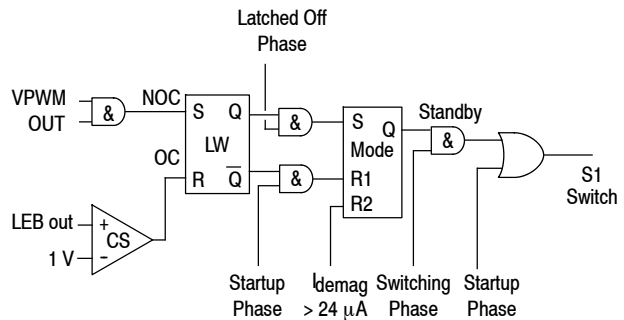 Latched Off
Phase
VPWM
OUT
&
NOC
S
Q
LW
OC
R
Q
&
&
S
Q
Mode
R1
R2
Standby
&
S1
Switch
LEB out
+
CS
1 V
−
Startup
Phase
Idemag
> 24 μA
Switching
Phase
Startup
Phase